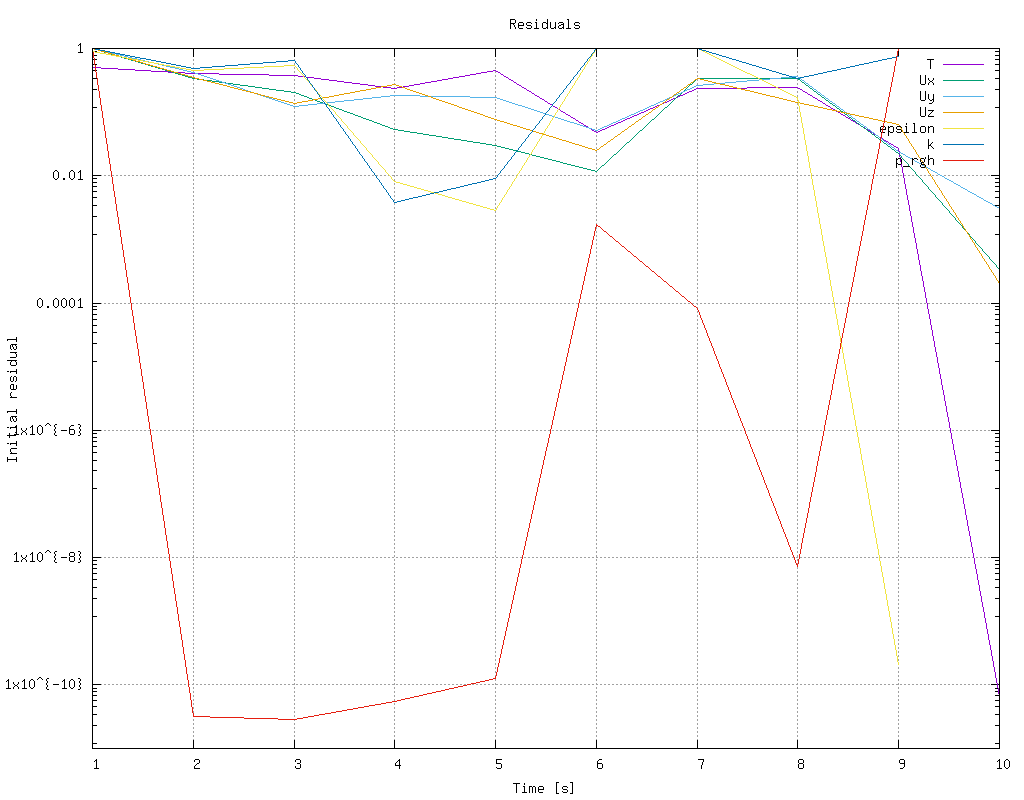 Residuals
1
0.01
0.0001
1x10^{-6}
1x10^{-8}
1x10^{-10}
Initial residual
T
Ux
Uy
Uz
epsilon
k
p_rgh
1 2 3 4 5 6 7 8 9 10
Time [s]